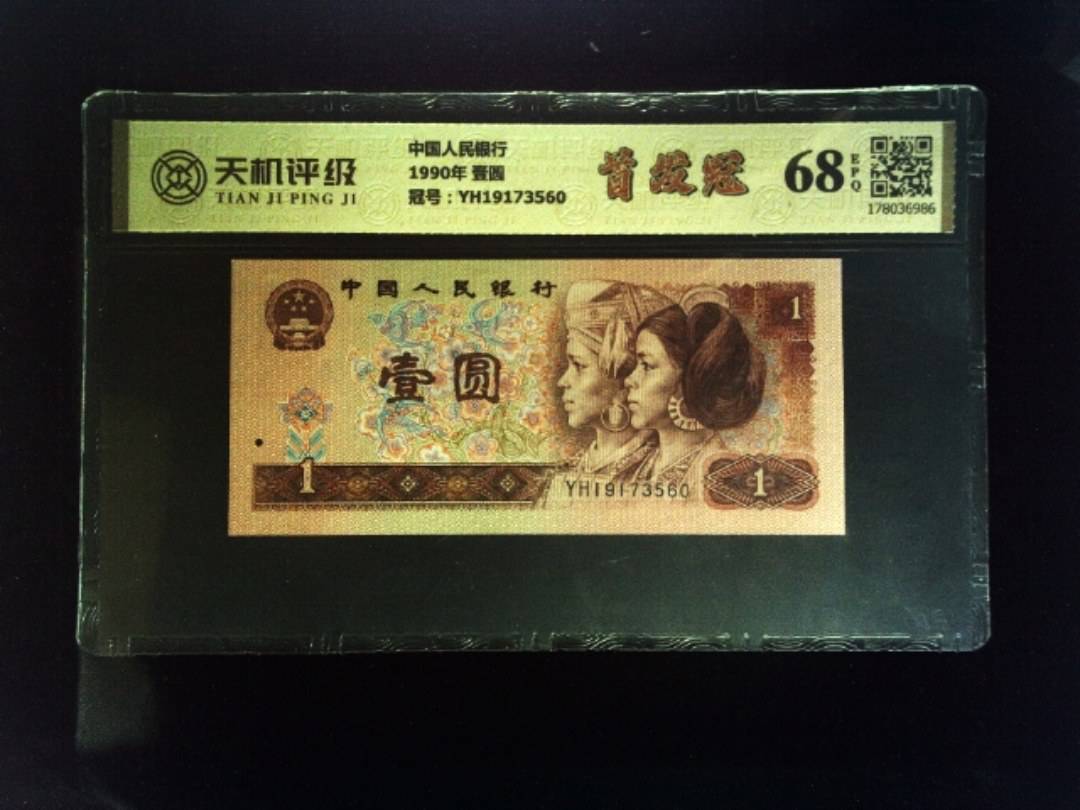 天机评级
TIAN JI PING JI
中国人民银行
1990年 壹圆
冠号：YH19173560
首发冠
68
EPQ
178036986
中国人民银行
1
壹圆
1
YH19173560
1